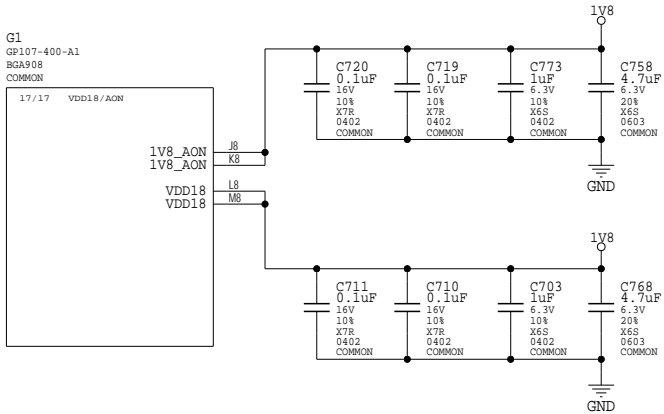 1V8
G1
GP107-400-A1
BGA908
COMMON
17/17 VDD18/AON
C720
0.1uF
16V
10%
X7R
0402
COMMON
C719
0.1uF
16V
10%
X7R
0402
COMMON
C773
1uF
6.3V
10%
X6S
0402
COMMON
C758
4.7uF
6.3V
20%
X6S
0603
COMMON
1V8_AON J8
1V8_AON K8
VDD18 L8
VDD18 M8
GND
1V8
C711
0.1uF
16V
10%
X7R
0402
COMMON
C710
0.1uF
16V
10%
X7R
0402
COMMON
C703
1uF
6.3V
10%
X6S
0402
COMMON
C768
4.7uF
6.3V
20%
X6S
0603
COMMON
GND